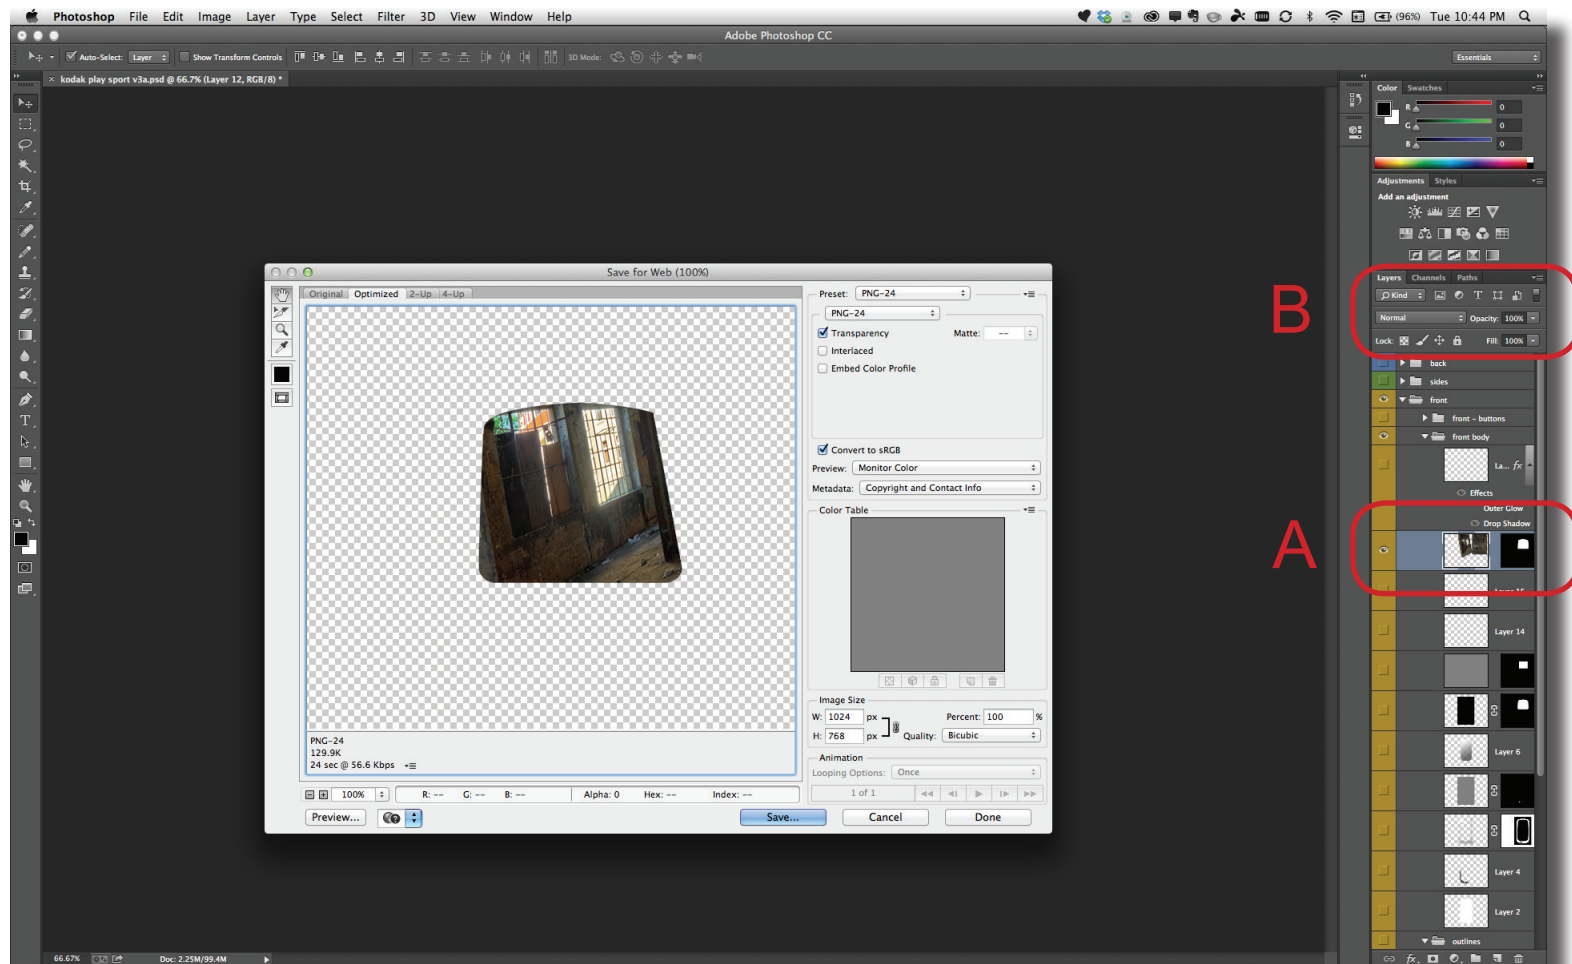 Photoshop File Edit Image Layer Type Select Filter 3D View Window Help (96%) Tue 10:44 PM
Adobe Photoshop CC
Auto-Select: Layer Show Transform Controls 3D Mode: Essentials
× kodak play sport v3a.psd @ 66.7% (Layer 12, RGB/8) *
Color Swatches
R 0
G 0
B 0
Adjustments Styles
Add an adjustment
Save for Web (100%)
Original Optimized 2-Up 4-Up
Preset: PNG-24
PNG-24
Transparency Matte: --
Interlaced
Embed Color Profile
Convert to sRGB
Preview: Monitor Color
Metadata: Copyright and Contact Info
Color Table
Image Size
W: 1024 px Percent: 100 %
H: 768 px Quality: Bicubic
Animation
Looping Options: Once
1 of 1
PNG-24
129.9K
24 sec @ 56.6 Kbps
100% R: -- G: -- B: -- Alpha: 0 Hex: -- Index: --
Preview... Save... Cancel Done
B
Layers Channels Paths
Kind T
Normal Opacity: 100%
Lock: Fill: 100%
back
sides
front
front - buttons
front body
La... fx
Effects
Outer Glow
Drop Shadow
A
Layer 15
Layer 14
Layer 6
Layer 4
Layer 2
outlines
fx
66.67% Doc: 2.25M/99.4M